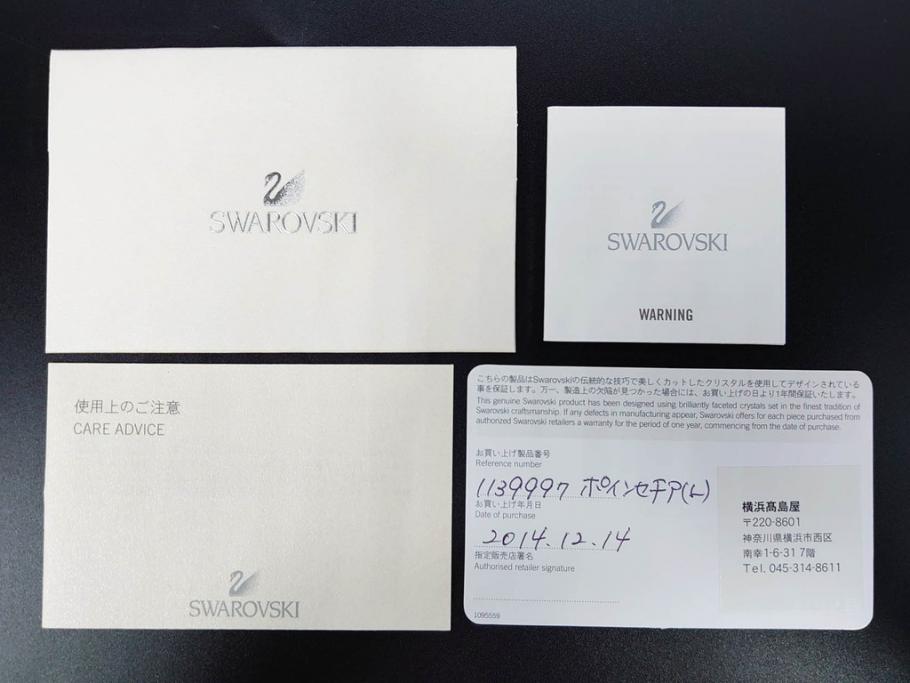 SWAROVSKI
SWAROVSKI
WARNING
使用上のご注意
CARE ADVICE
SWAROVSKI
こちらの製品はSwarovskiの伝統的な技巧で美しくカットしたクリスタルを使用してデザインされている
事を保証します。万一、製造上の欠陥が見つかった場合には、お買い上げの日より1年間保証いたします。
This genuine Swarovski product has been designed using brilliantly faceted crystals set in the finest tradition of
Swarovski craftsmanship. If any defects in manufacturing appear, Swarovski offers for each piece purchased from
authorized Swarovski retailers a warranty for the period of one year, commencing from the date of purchase.
お買い上げ製品番号
Reference number
1139997 ポインセチア(L)
お買い上げ年月日
Date of purchase
2014.12.14
指定販売店署名
Authorised retailer signature
1095559
横浜髙島屋
〒220-8601
神奈川県横浜市西区
南幸1-6-31 7階
Tel. 045-314-8611